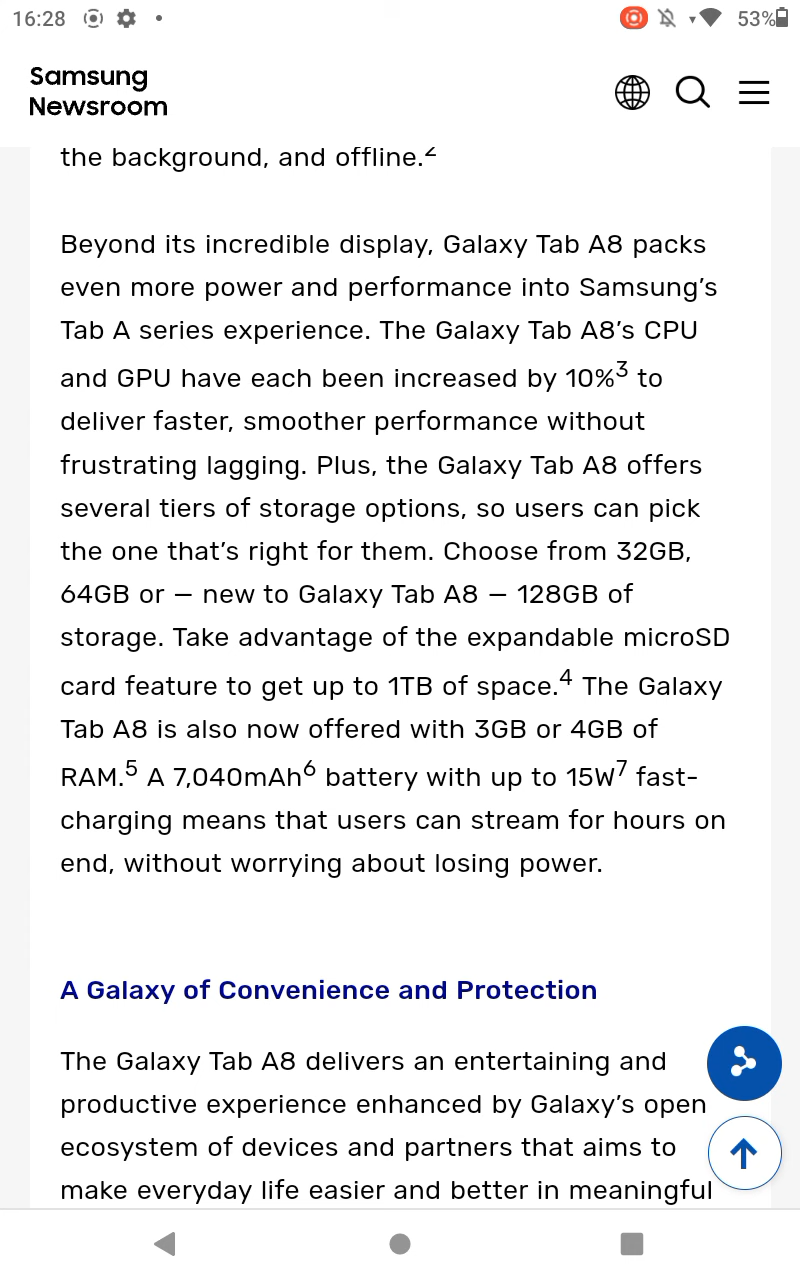 16:28
53%
Samsung
Newsroom
the background, and offline.²
Beyond its incredible display, Galaxy Tab A8 packs
even more power and performance into Samsung’s
Tab A series experience. The Galaxy Tab A8’s CPU
and GPU have each been increased by 10%³ to
deliver faster, smoother performance without
frustrating lagging. Plus, the Galaxy Tab A8 offers
several tiers of storage options, so users can pick
the one that’s right for them. Choose from 32GB,
64GB or — new to Galaxy Tab A8 — 128GB of
storage. Take advantage of the expandable microSD
card feature to get up to 1TB of space.⁴ The Galaxy
Tab A8 is also now offered with 3GB or 4GB of
RAM.⁵ A 7,040mAh⁶ battery with up to 15W⁷ fast-
charging means that users can stream for hours on
end, without worrying about losing power.
A Galaxy of Convenience and Protection
The Galaxy Tab A8 delivers an entertaining and
productive experience enhanced by Galaxy’s open
ecosystem of devices and partners that aims to
make everyday life easier and better in meaningful